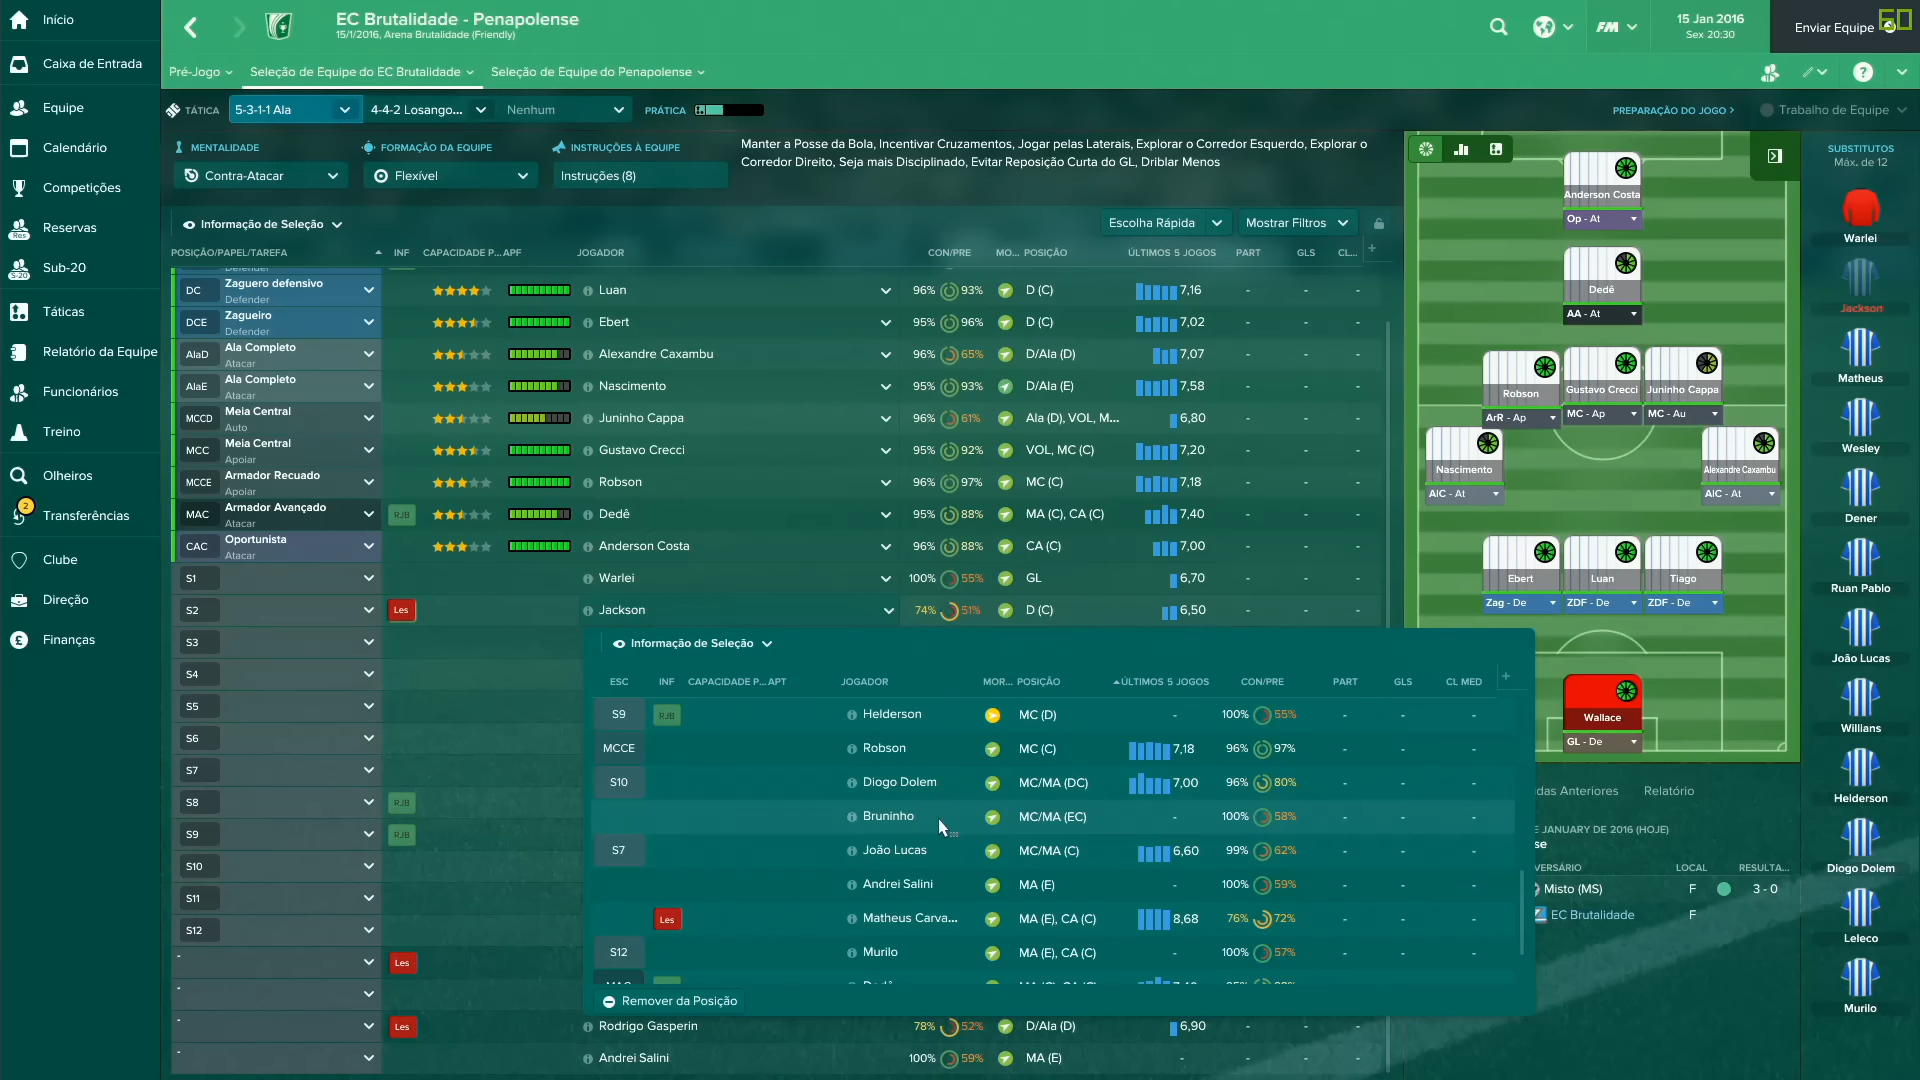 Início
Caixa de Entrada
Equipe
Calendário
Competições
Reservas
Sub-20
Táticas
Relatório da Equipe
Funcionários
Treino
Olheiros
2
Transferências
Clube
Direção
Finanças
EC Brutalidade - Penapolense
15/1/2016, Arena Brutalidade (Friendly)
FM
15 Jan 2016
Sex 20:30
Enviar Equipe
60
Pré-Jogo
Seleção de Equipe do EC Brutalidade
Seleção de Equipe do Penapolense
TÁTICA
5-3-1-1 Ala
4-4-2 Losango...
Nenhum
PRÁTICA
PREPARAÇÃO DO JOGO >
Trabalho de Equipe
MENTALIDADE
FORMAÇÃO DA EQUIPE
INSTRUÇÕES À EQUIPE
Contra-Atacar
Flexível
Instruções (8)
Manter a Posse da Bola, Incentivar Cruzamentos, Jogar pelas Laterais, Explorar o Corredor Esquerdo, Explorar o
Corredor Direito, Seja mais Disciplinado, Evitar Reposição Curta do GL, Driblar Menos
Informação de Seleção
Escolha Rápida
Mostrar Filtros
POSIÇÃO/PAPEL/TAREFA INF CAPACIDADE P... APF JOGADOR CON/PRE MO... POSIÇÃO ÚLTIMOS 5 JOGOS PART GLS CL...
Defender
DC Zaguero defensivo Luan 96% 93% D (C) 7,16 - - -
Defender
DCE Zagueiro Ebert 95% 96% D (C) 7,02 - - -
Defender
AlaD Ala Completo Alexandre Caxambu 96% 65% D/Ala (D) 7,07 - - -
Atacar
AlaE Ala Completo Nascimento 95% 93% D/Ala (E) 7,58 - - -
Atacar
MCCD Meia Central Juninho Cappa 96% 61% Ala (D), VOL, M... 6,80 - - -
Auto
MCC Meia Central Gustavo Crecci 95% 92% VOL, MC (C) 7,20 - - -
Apoiar
MCCE Armador Recuado Robson 96% 97% MC (C) 7,18 - - -
Apoiar
MAC Armador Avançado RJB Dedê 95% 88% MA (C), CA (C) 7,40 - - -
Atacar
CAC Oportunista Anderson Costa 96% 88% CA (C) 7,00 - - -
Atacar
S1 Warlei 100% 55% GL 6,70 - - -
S2 Les Jackson 74% 51% D (C) 6,50 - - -
S3
S4
S5
S6
S7
S8 RJB
S9 RJB
S10
S11
S12
- Les
-
- Les Rodrigo Gasperin 78% 52% D/Ala (D) 6,90 - - -
- Andrei Salini 100% 59% MA (E) - - - -
Informação de Seleção
ESC INF CAPACIDADE P... APT JOGADOR MOR... POSIÇÃO ÚLTIMOS 5 JOGOS CON/PRE PART GLS CL MED
S9 RJB Helderson MC (D) - 100% 55% - - -
MCCE Robson MC (C) 7,18 96% 97% - - -
S10 Diogo Dolem MC/MA (DC) 7,00 96% 80% - - -
Bruninho MC/MA (EC) - 100% 58% - - -
S7 João Lucas MC/MA (C) 6,60 99% 62% - - -
Andrei Salini MA (E) - 100% 59% - - -
Les Matheus Carva... MA (E), CA (C) 8,68 76% 72% - - -
S12 Murilo MA (E), CA (C) - 100% 57% - - -
Remover da Posição
Anderson Costa
Op - At
Dedê
AA - At
Robson
ArR - Ap
Gustavo Crecci
MC - Ap
Juninho Cappa
MC - Au
Nascimento
AlC - At
Alexandre Caxambu
AlC - At
Ebert
Zag - De
Luan
ZDF - De
Tiago
ZDF - De
Wallace
GL - De
das Anteriores
Relatório
E JANUARY DE 2016 (HOJE)
se
VERSÁRIO LOCAL RESULTA...
Misto (MS) F 3 - 0
EC Brutalidade F
SUBSTITUTOS
Máx. de 12
Warlei
Jackson
Matheus
Wesley
Dener
Ruan Pablo
João Lucas
Willians
Helderson
Diogo Dolem
Leleco
Murilo